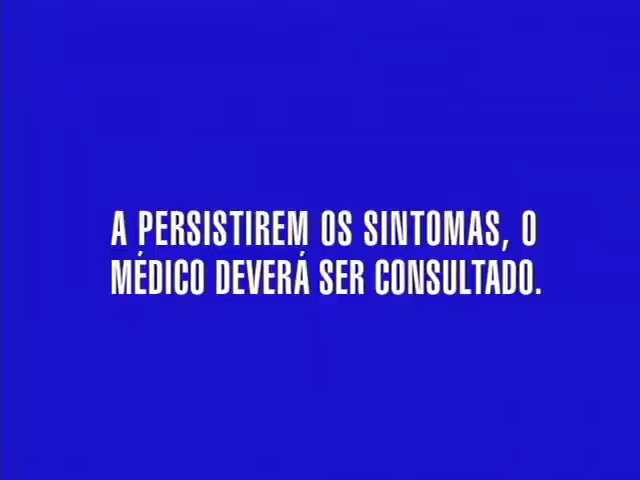 A PERSISTIREM OS SINTOMAS, O
MÉDICO DEVERÁ SER CONSULTADO.